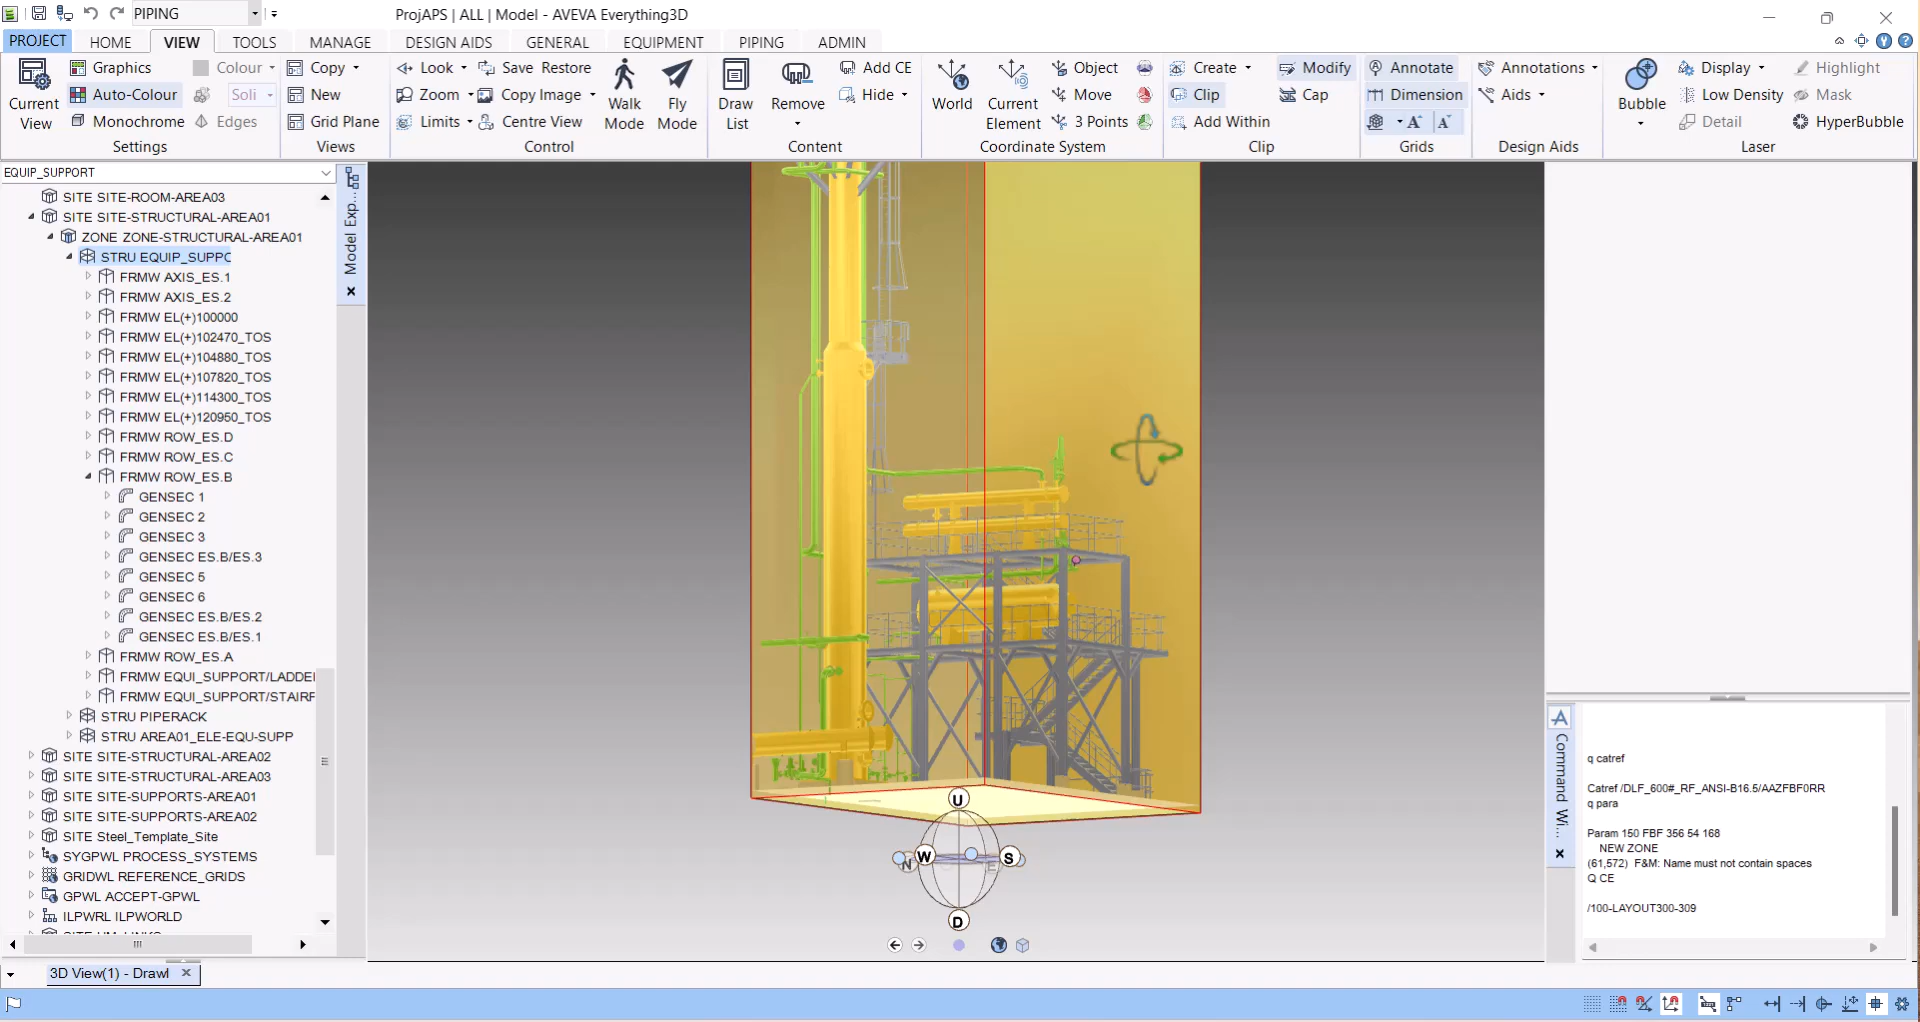 PIPING
ProjAPS | ALL | Model - AVEVA Everything3D
PROJECT HOME VIEW TOOLS MANAGE DESIGN AIDS GENERAL EQUIPMENT PIPING ADMIN
Current View
Graphics
Auto-Colour
Monochrome
Colour
Soli
Edges
Settings
Copy
New
Grid Plane
Views
Look
Zoom
Limits
Save Restore
Copy Image
Centre View
Walk Mode
Fly Mode
Control
Draw List
Remove
Add CE
Hide
Content
World
Current Element
Object
Move
3 Points
Coordinate System
Create
Clip
Add Within
Modify
Cap
Clip
Annotate
Dimension
A A
Grids
Annotations
Aids
Design Aids
Bubble
Display
Low Density
Detail
Highlight
Mask
HyperBubble
Laser
EQUIP_SUPPORT
SITE SITE-ROOM-AREA03
SITE SITE-STRUCTURAL-AREA01
ZONE ZONE-STRUCTURAL-AREA01
STRU EQUIP_SUPPC
FRMW AXIS_ES.1
FRMW AXIS_ES.2
FRMW EL(+)100000
FRMW EL(+)102470_TOS
FRMW EL(+)104880_TOS
FRMW EL(+)107820_TOS
FRMW EL(+)114300_TOS
FRMW EL(+)120950_TOS
FRMW ROW_ES.D
FRMW ROW_ES.C
FRMW ROW_ES.B
GENSEC 1
GENSEC 2
GENSEC 3
GENSEC ES.B/ES.3
GENSEC 5
GENSEC 6
GENSEC ES.B/ES.2
GENSEC ES.B/ES.1
FRMW ROW_ES.A
FRMW EQUI_SUPPORT/LADDEI
FRMW EQUI_SUPPORT/STAIRF
STRU PIPERACK
STRU AREA01_ELE-EQU-SUPP
SITE SITE-STRUCTURAL-AREA02
SITE SITE-STRUCTURAL-AREA03
SITE SITE-SUPPORTS-AREA01
SITE SITE-SUPPORTS-AREA02
SITE Steel_Template_Site
SYGPWL PROCESS_SYSTEMS
GRIDWL REFERENCE_GRIDS
GPWL ACCEPT-GPWL
ILPWRL ILPWORLD
Model Exp...
U
N W E S
D
Command Wi...
q catref
Catref /DLF_600#_RF_ANSI-B16.5/AAZFBF0RR
q para
Param 150 FBF 356 54 168
NEW ZONE
(61,572) F&M: Name must not contain spaces
Q CE
/100-LAYOUT300-309
3D View(1) - Drawl